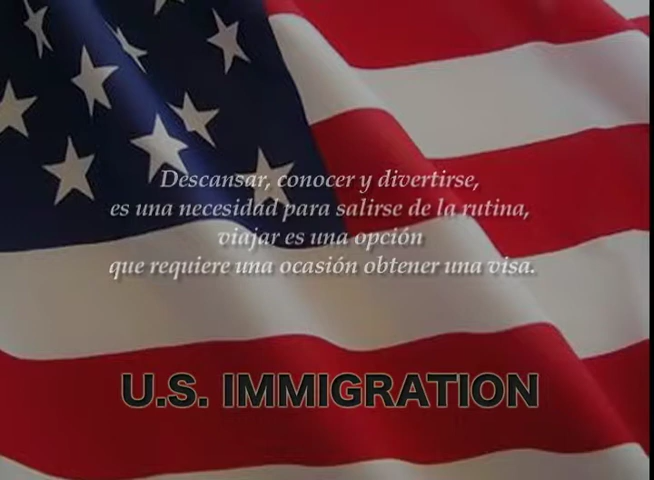 Descansar, conocer y divertirse,
es una necesidad para salirse de la rutina,
viajar es una opción
que requiere una ocasión obtener una visa.
U.S. IMMIGRATION